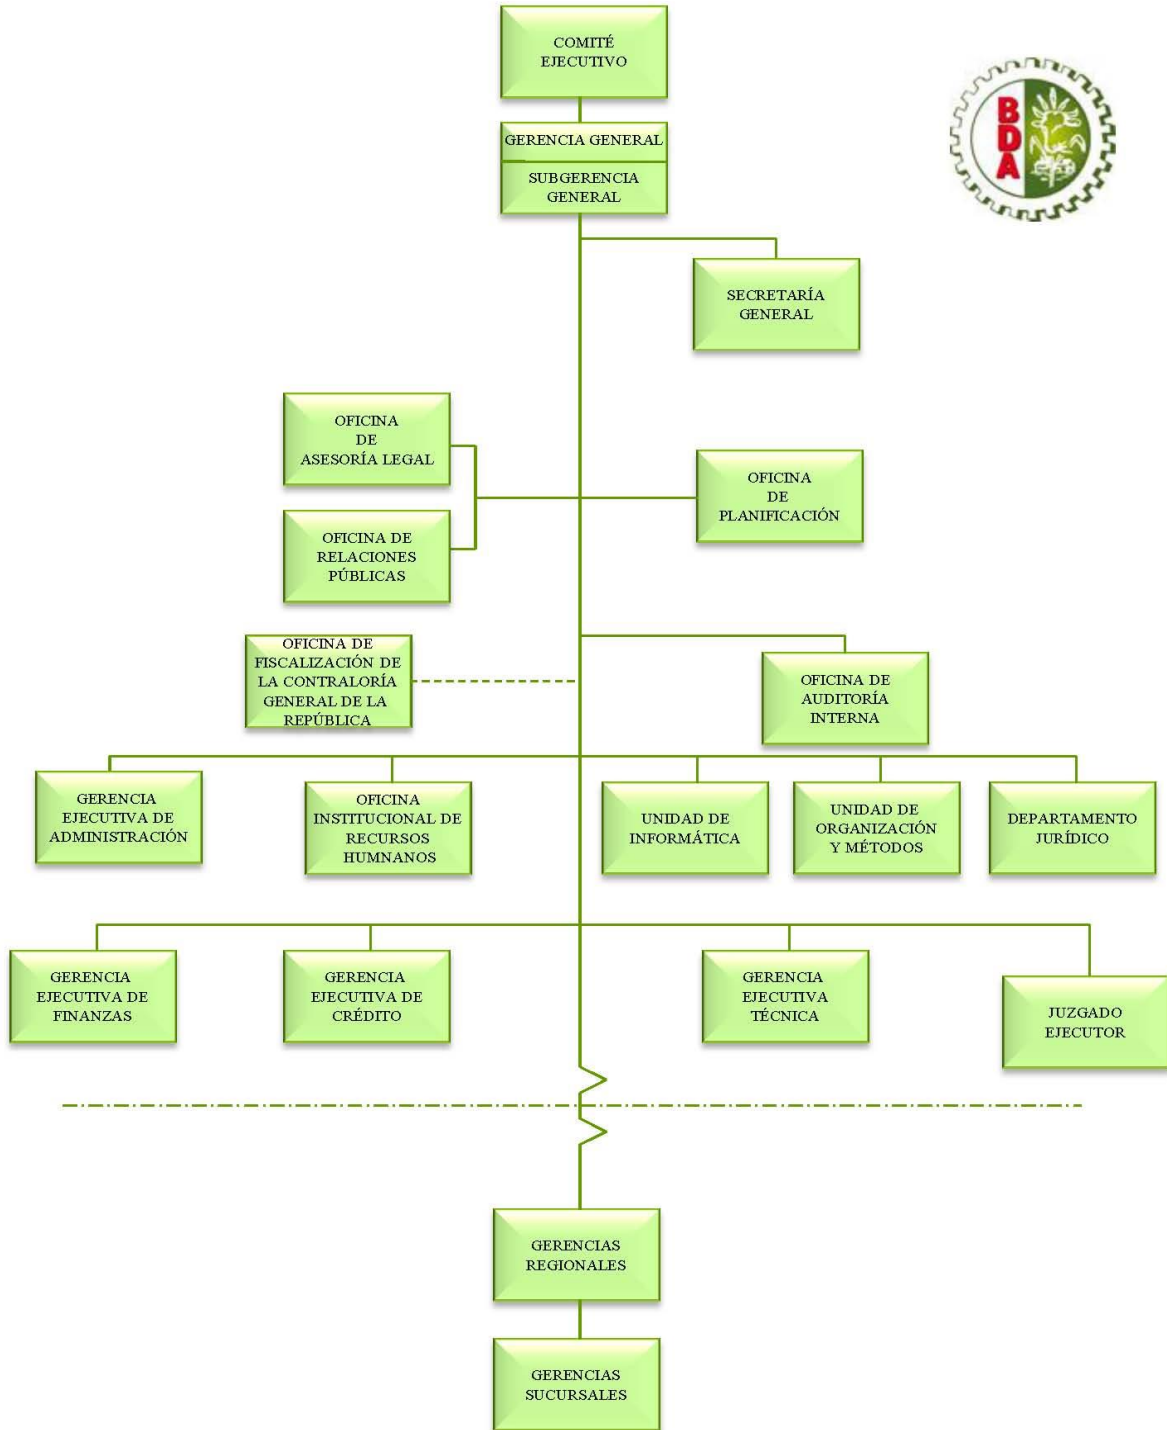 COMITÉ
EJECUTIVO
BDA
GERENCIA GENERAL
SUBGERENCIA
GENERAL
SECRETARÍA
GENERAL
OFICINA
DE
ASESORÍA LEGAL
OFICINA
DE
PLANIFICACIÓN
OFICINA DE
RELACIONES
PÚBLICAS
OFICINA DE
FISCALIZACIÓN DE
LA CONTRALORÍA
GENERAL DE LA
REPÚBLICA
OFICINA DE
AUDITORÍA
INTERNA
GERENCIA
EJECUTIVA DE
ADMINISTRACIÓN
OFICINA
INSTITUCIONAL DE
RECURSOS
HUMNANOS
UNIDAD DE
INFORMÁTICA
UNIDAD DE
ORGANIZACIÓN
Y MÉTODOS
DEPARTAMENTO
JURÍDICO
GERENCIA
EJECUTIVA DE
FINANZAS
GERENCIA
EJECUTIVA DE
CRÉDITO
GERENCIA
EJECUTIVA
TÉCNICA
JUZGADO
EJECUTOR
GERENCIAS
REGIONALES
GERENCIAS
SUCURSALES